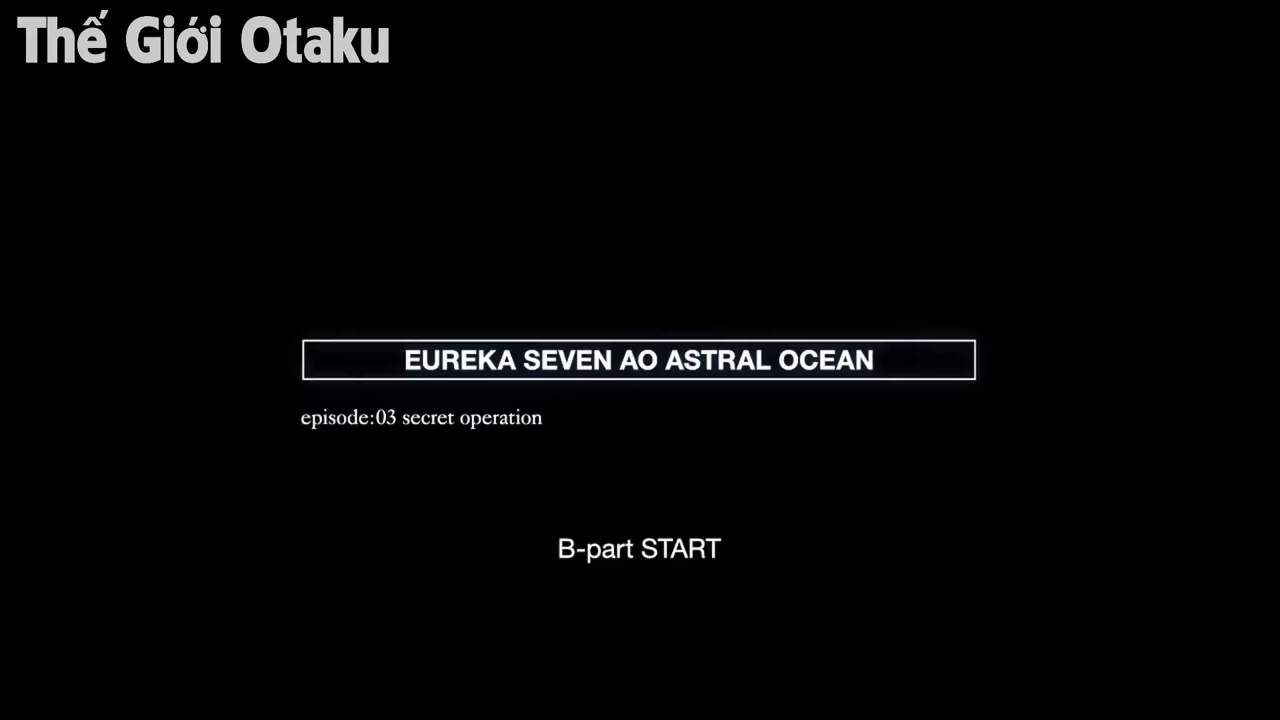 Thế Giới Otaku
EUREKA SEVEN AO ASTRAL OCEAN
episode:03 secret operation
B-part START